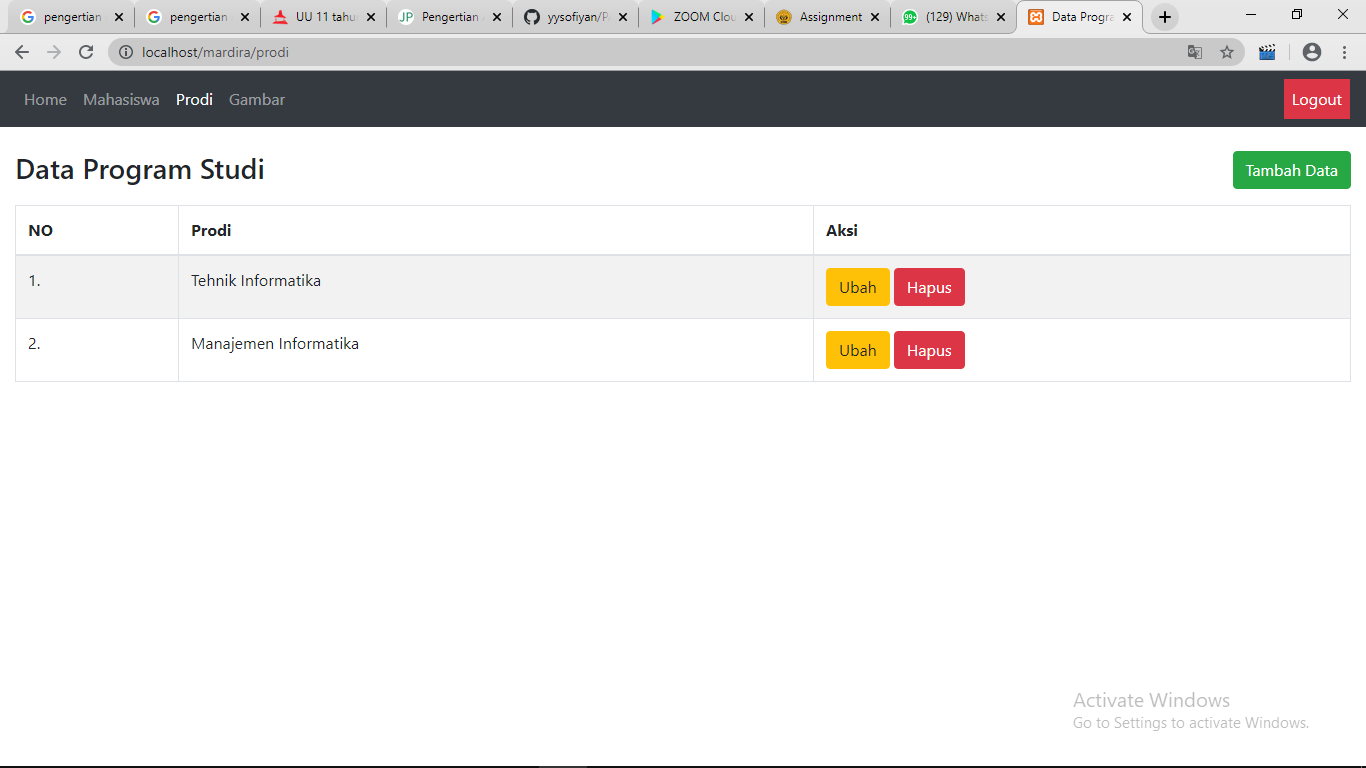 pengertian
pengertian
UU 11 tahu
Pengertian
yysofiyan/P
ZOOM Clou
Assignment
(129) Whats
Data Progra
localhost/mardira/prodi
Home Mahasiswa Prodi Gambar Logout
Data Program Studi Tambah Data
NO Prodi Aksi
1. Tehnik Informatika Ubah Hapus
2. Manajemen Informatika Ubah Hapus
Activate Windows
Go to Settings to activate Windows.